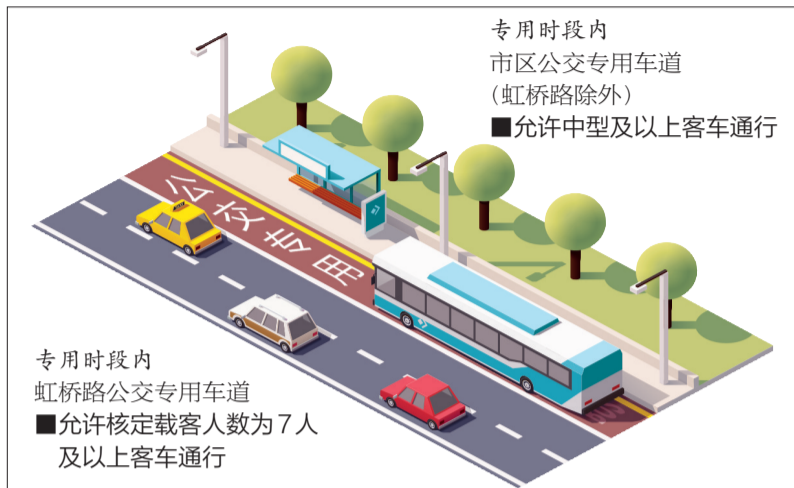 专用时段内
市区公交专用车道
（虹桥路除外）
■允许中型及以上客车通行
公交专用
专用时段内
虹桥路公交专用车道
■允许核定载客人数为7人
及以上客车通行